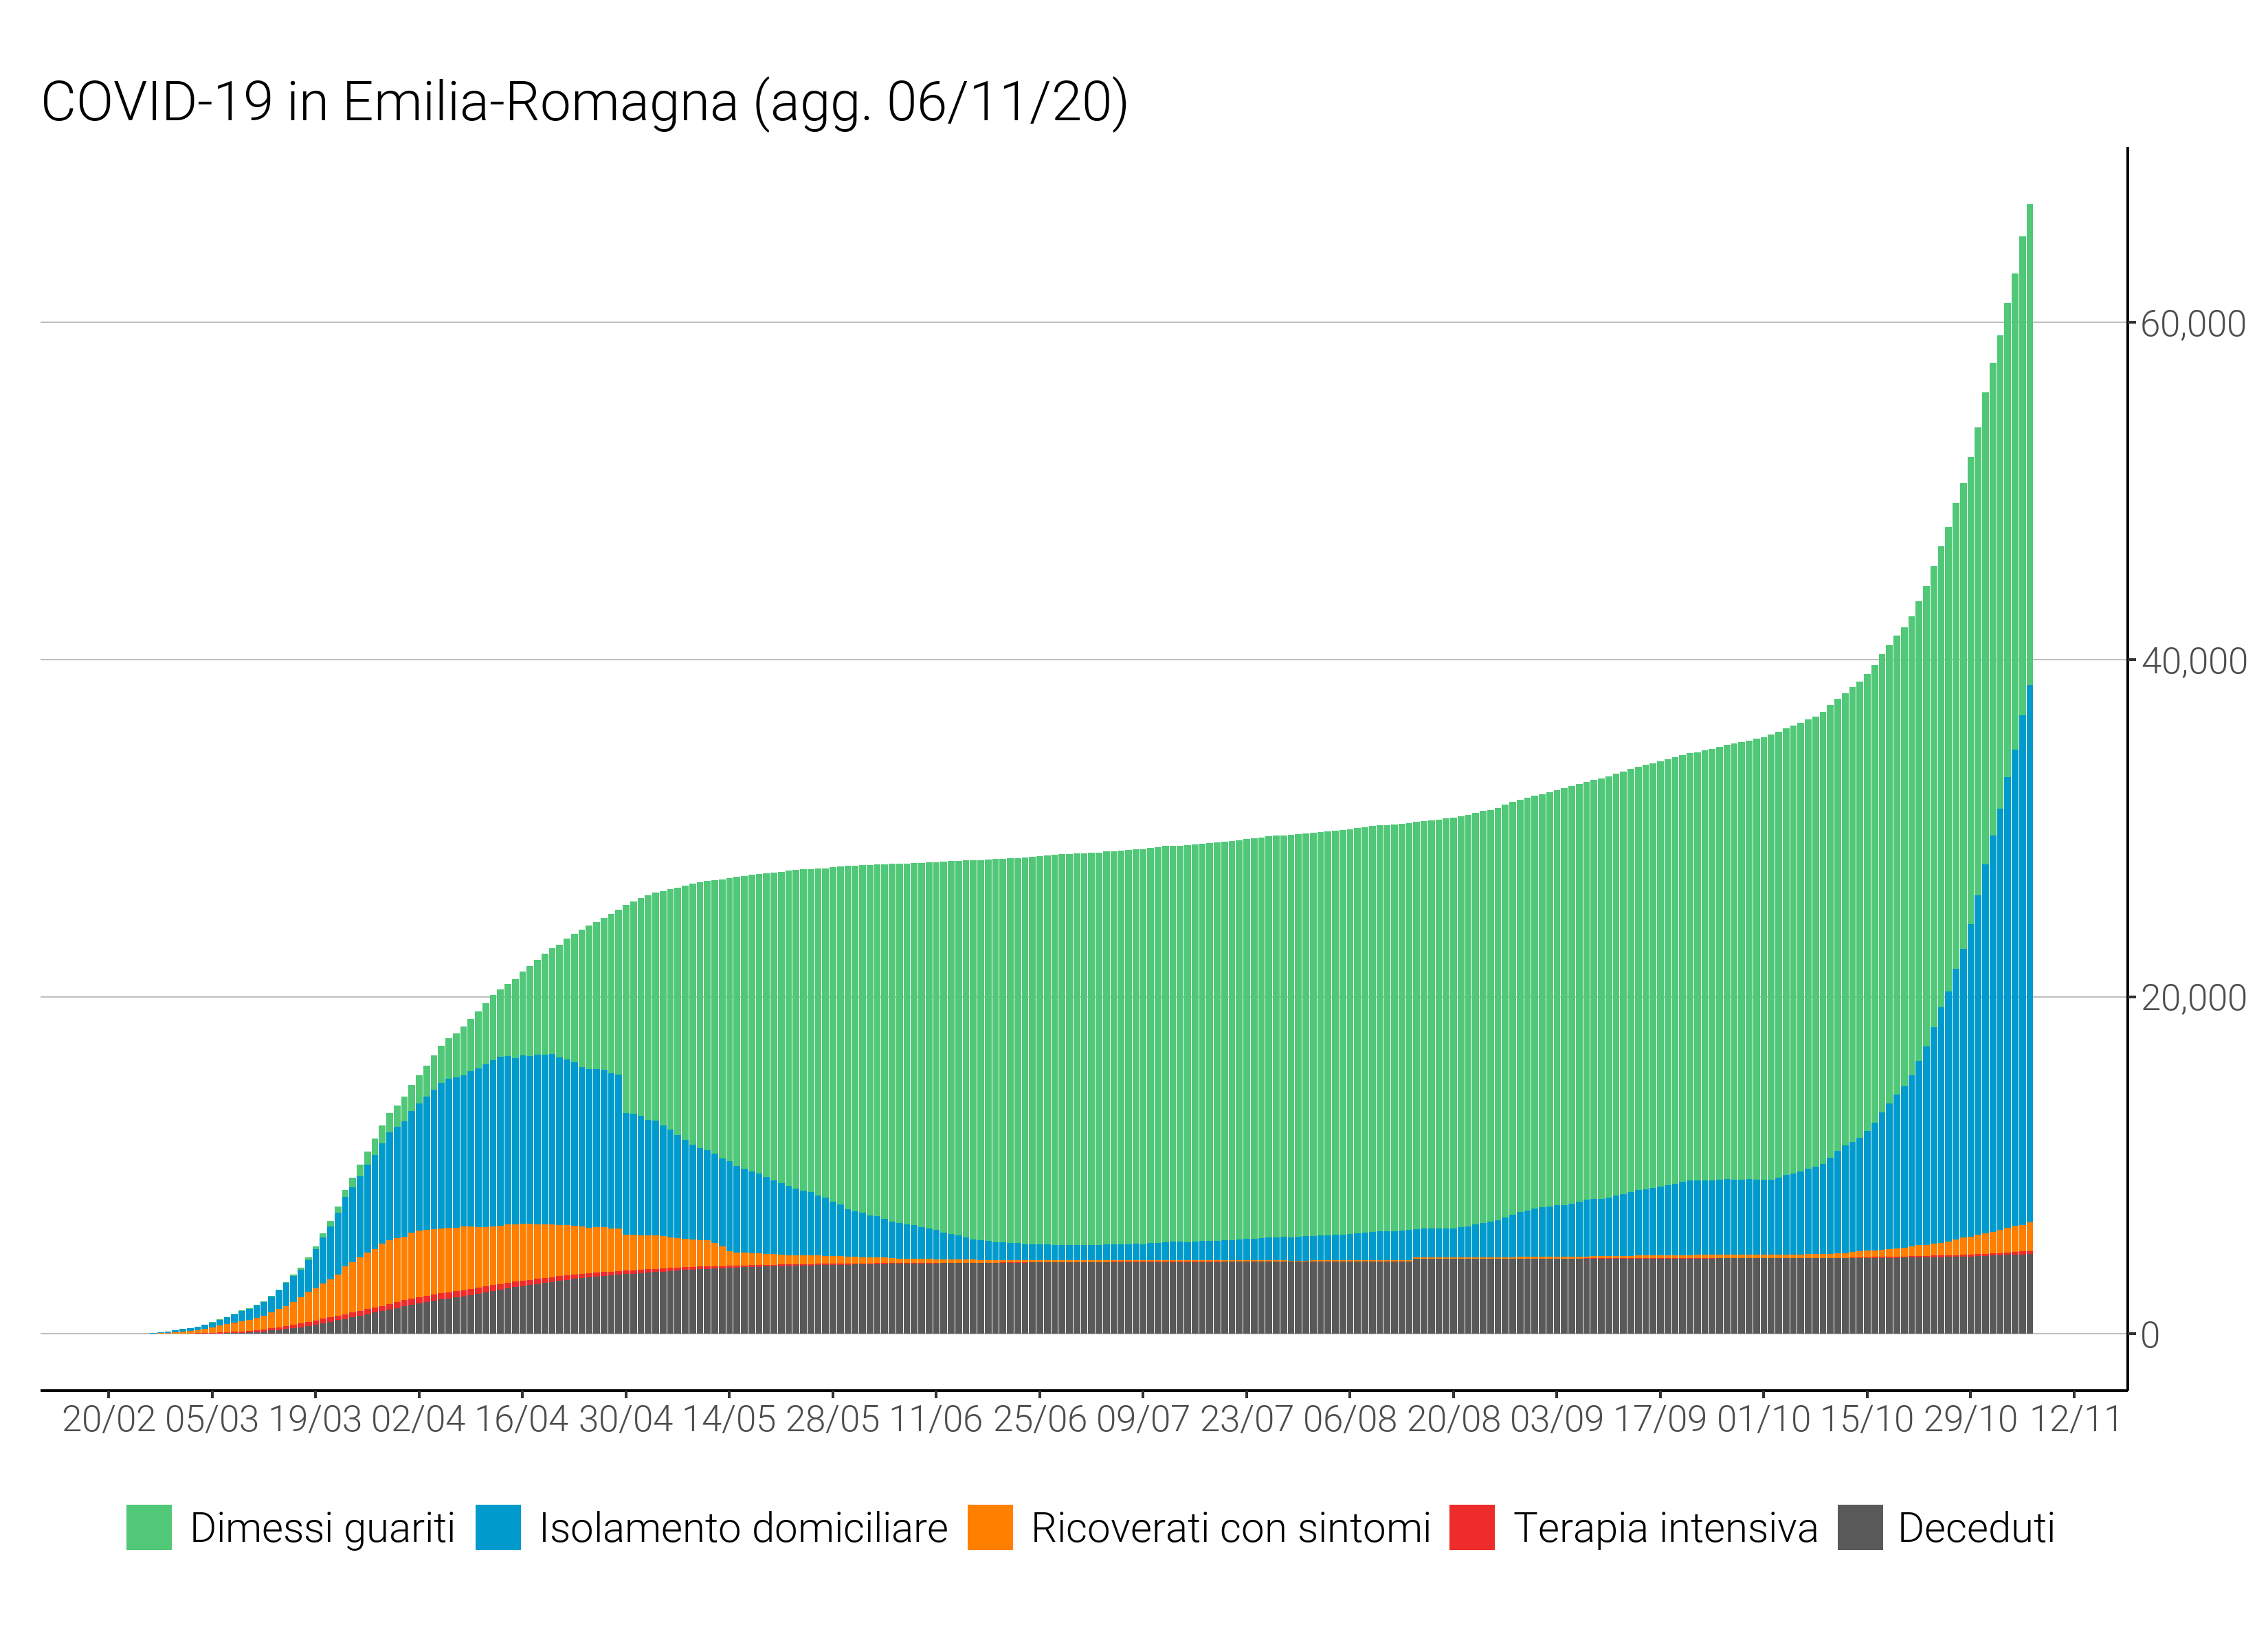 COVID-19 in Emilia-Romagna (agg. 06/11/20)
60,000
40,000
20,000
0
20/02 05/03 19/03 02/04 16/04 30/04 14/05 28/05 11/06 25/06 09/07 23/07 06/08 20/08 03/09 17/09 01/10 15/10 29/10 12/11
Dimessi guariti Isolamento domiciliare Ricoverati con sintomi Terapia intensiva Deceduti